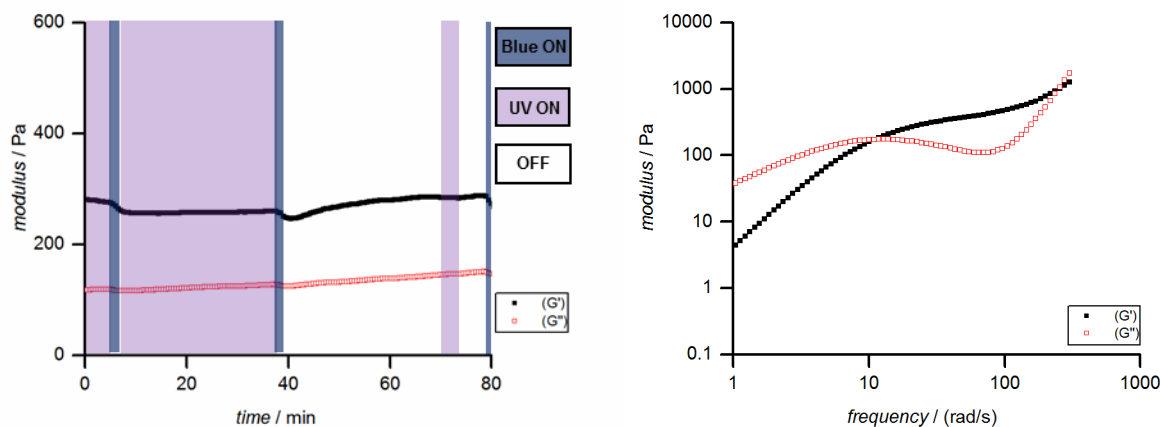 600
400
200
0
modulus / Pa
0
20
40
60
80
time / min
Blue ON
UV ON
OFF
(G')
(G'')
10000
1000
100
10
1
0.1
modulus / Pa
1
10
100
1000
frequency / (rad/s)
(G')
(G'')